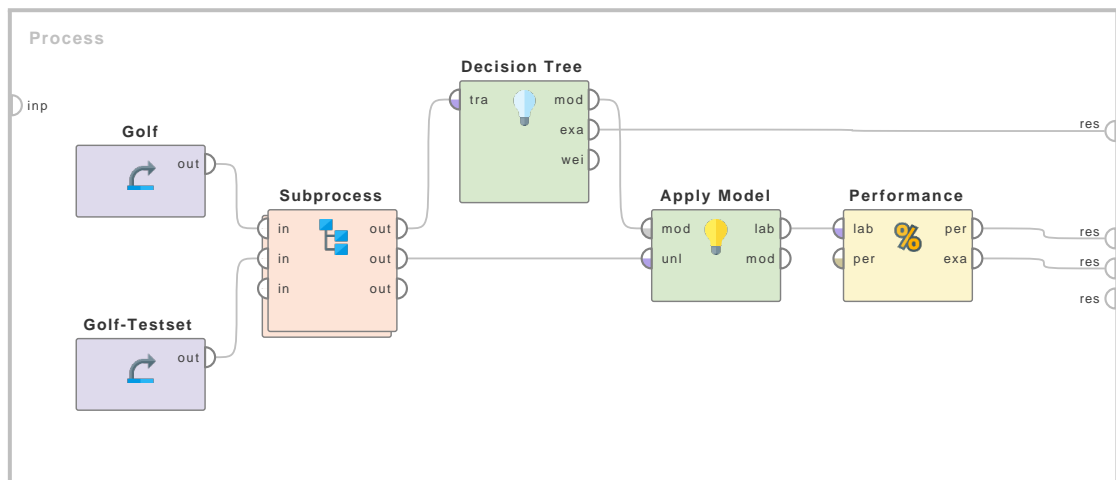 Process
inp
Golf
out
Golf-Testset
out
Subprocess
in out
in out
in out
Decision Tree
tra mod
exa
wei
Apply Model
mod lab
unl mod
Performance
%
lab per
per exa
res
res
res
res